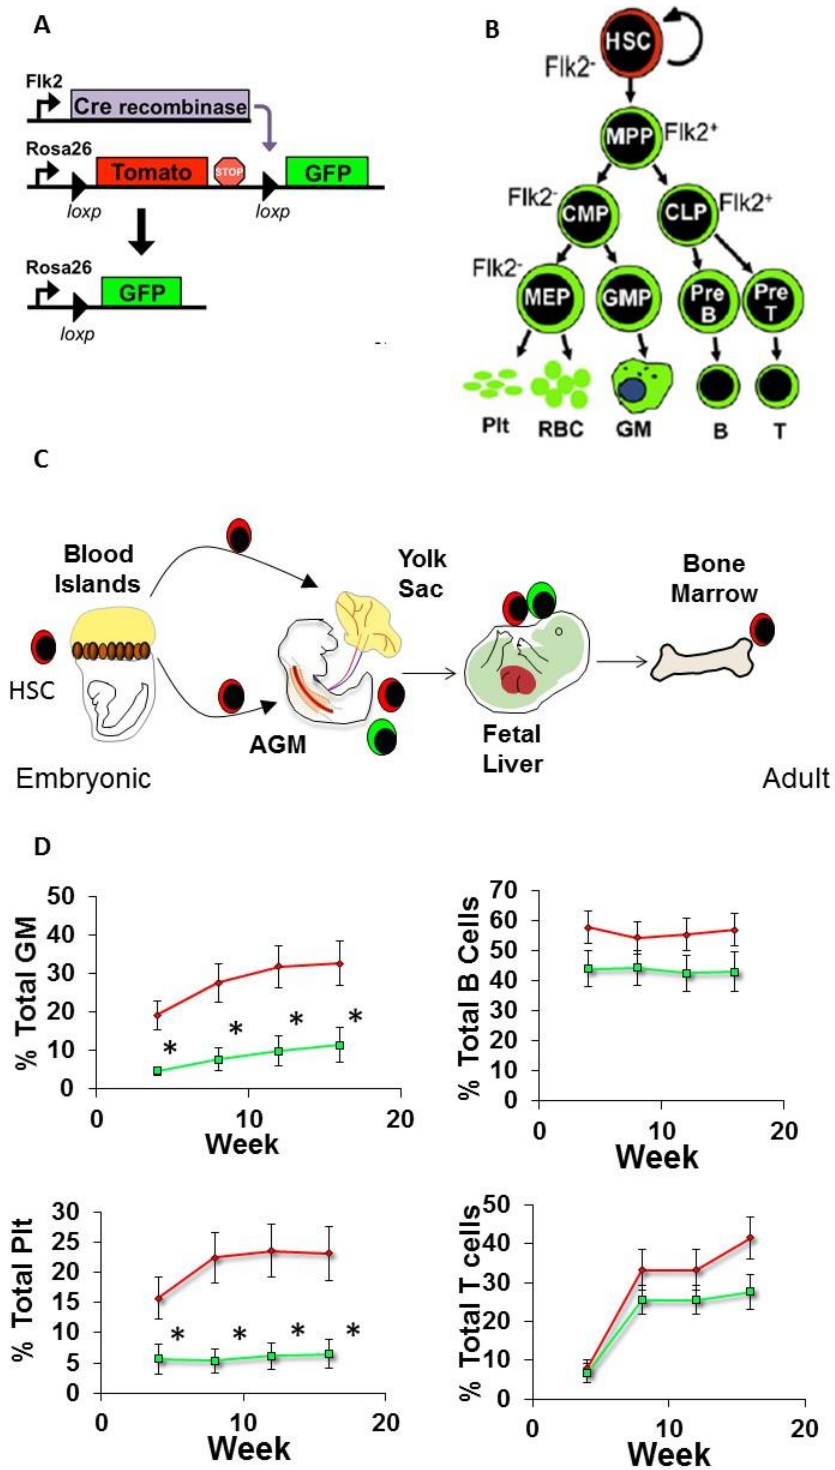 A
Flk2
Cre recombinase
Rosa26
Tomato
STOP
GFP
loxp
loxp
Rosa26
GFP
loxp
B
HSC
Flk2-
MPP
Flk2+
Flk2-
CMP
CLP
Flk2+
Flk2-
MEP
GMP
Pre
B
Pre
T
Plt
RBC
GM
B
T
C
Blood
Islands
HSC
Yolk
Sac
AGM
Fetal
Liver
Bone
Marrow
Embryonic
Adult
D
% Total GM
50
40
30
20
10
0
* * * *
0 10 20
Week
% Total B Cells
70
60
50
40
30
20
10
0
0 10 20
Week
% Total Plt
30
25
20
15
10
5
0
* * * *
0 10 20
Week
% Total T cells
50
40
30
20
10
0
0 10 20
Week